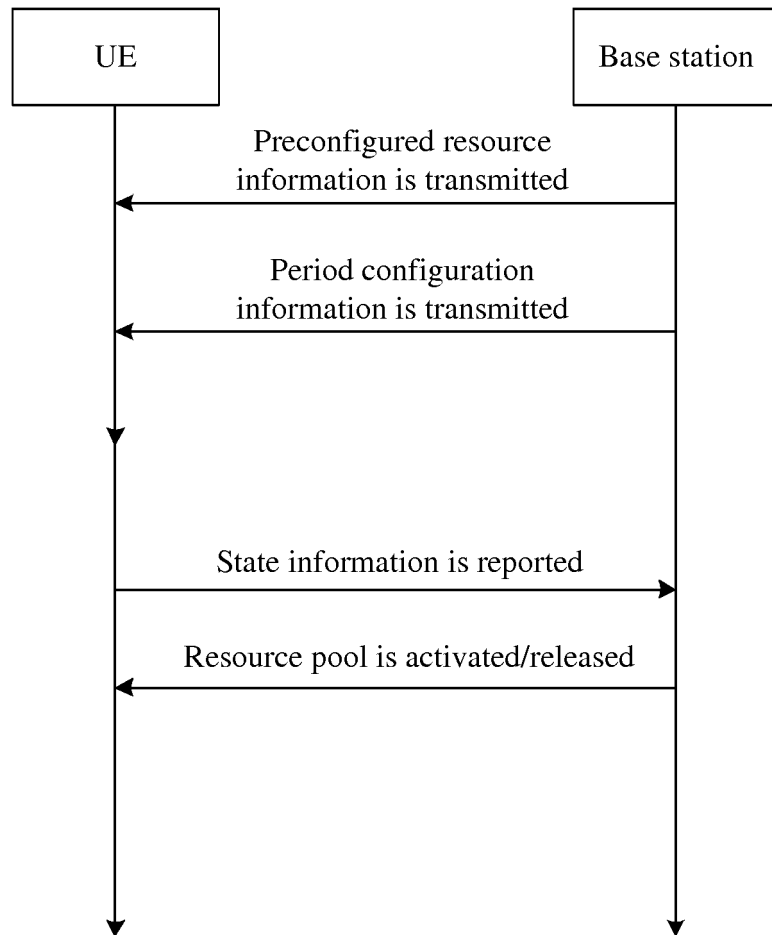 UE
Base station
Preconfigured resource
information is transmitted
Period configuration
information is transmitted
State information is reported
Resource pool is activated/released